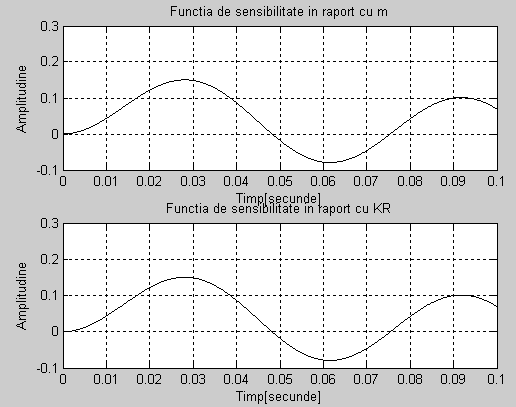 Functia de sensibilitate in raport cu m
0.3
0.2
0.1
0
-0.1
Amplitudine
0 0.01 0.02 0.03 0.04 0.05 0.06 0.07 0.08 0.09 0.1
Timp[secunde]
Functia de sensibilitate in raport cu KR
0.3
0.2
0.1
0
-0.1
Amplitudine
0 0.01 0.02 0.03 0.04 0.05 0.06 0.07 0.08 0.09 0.1
Timp[secunde]